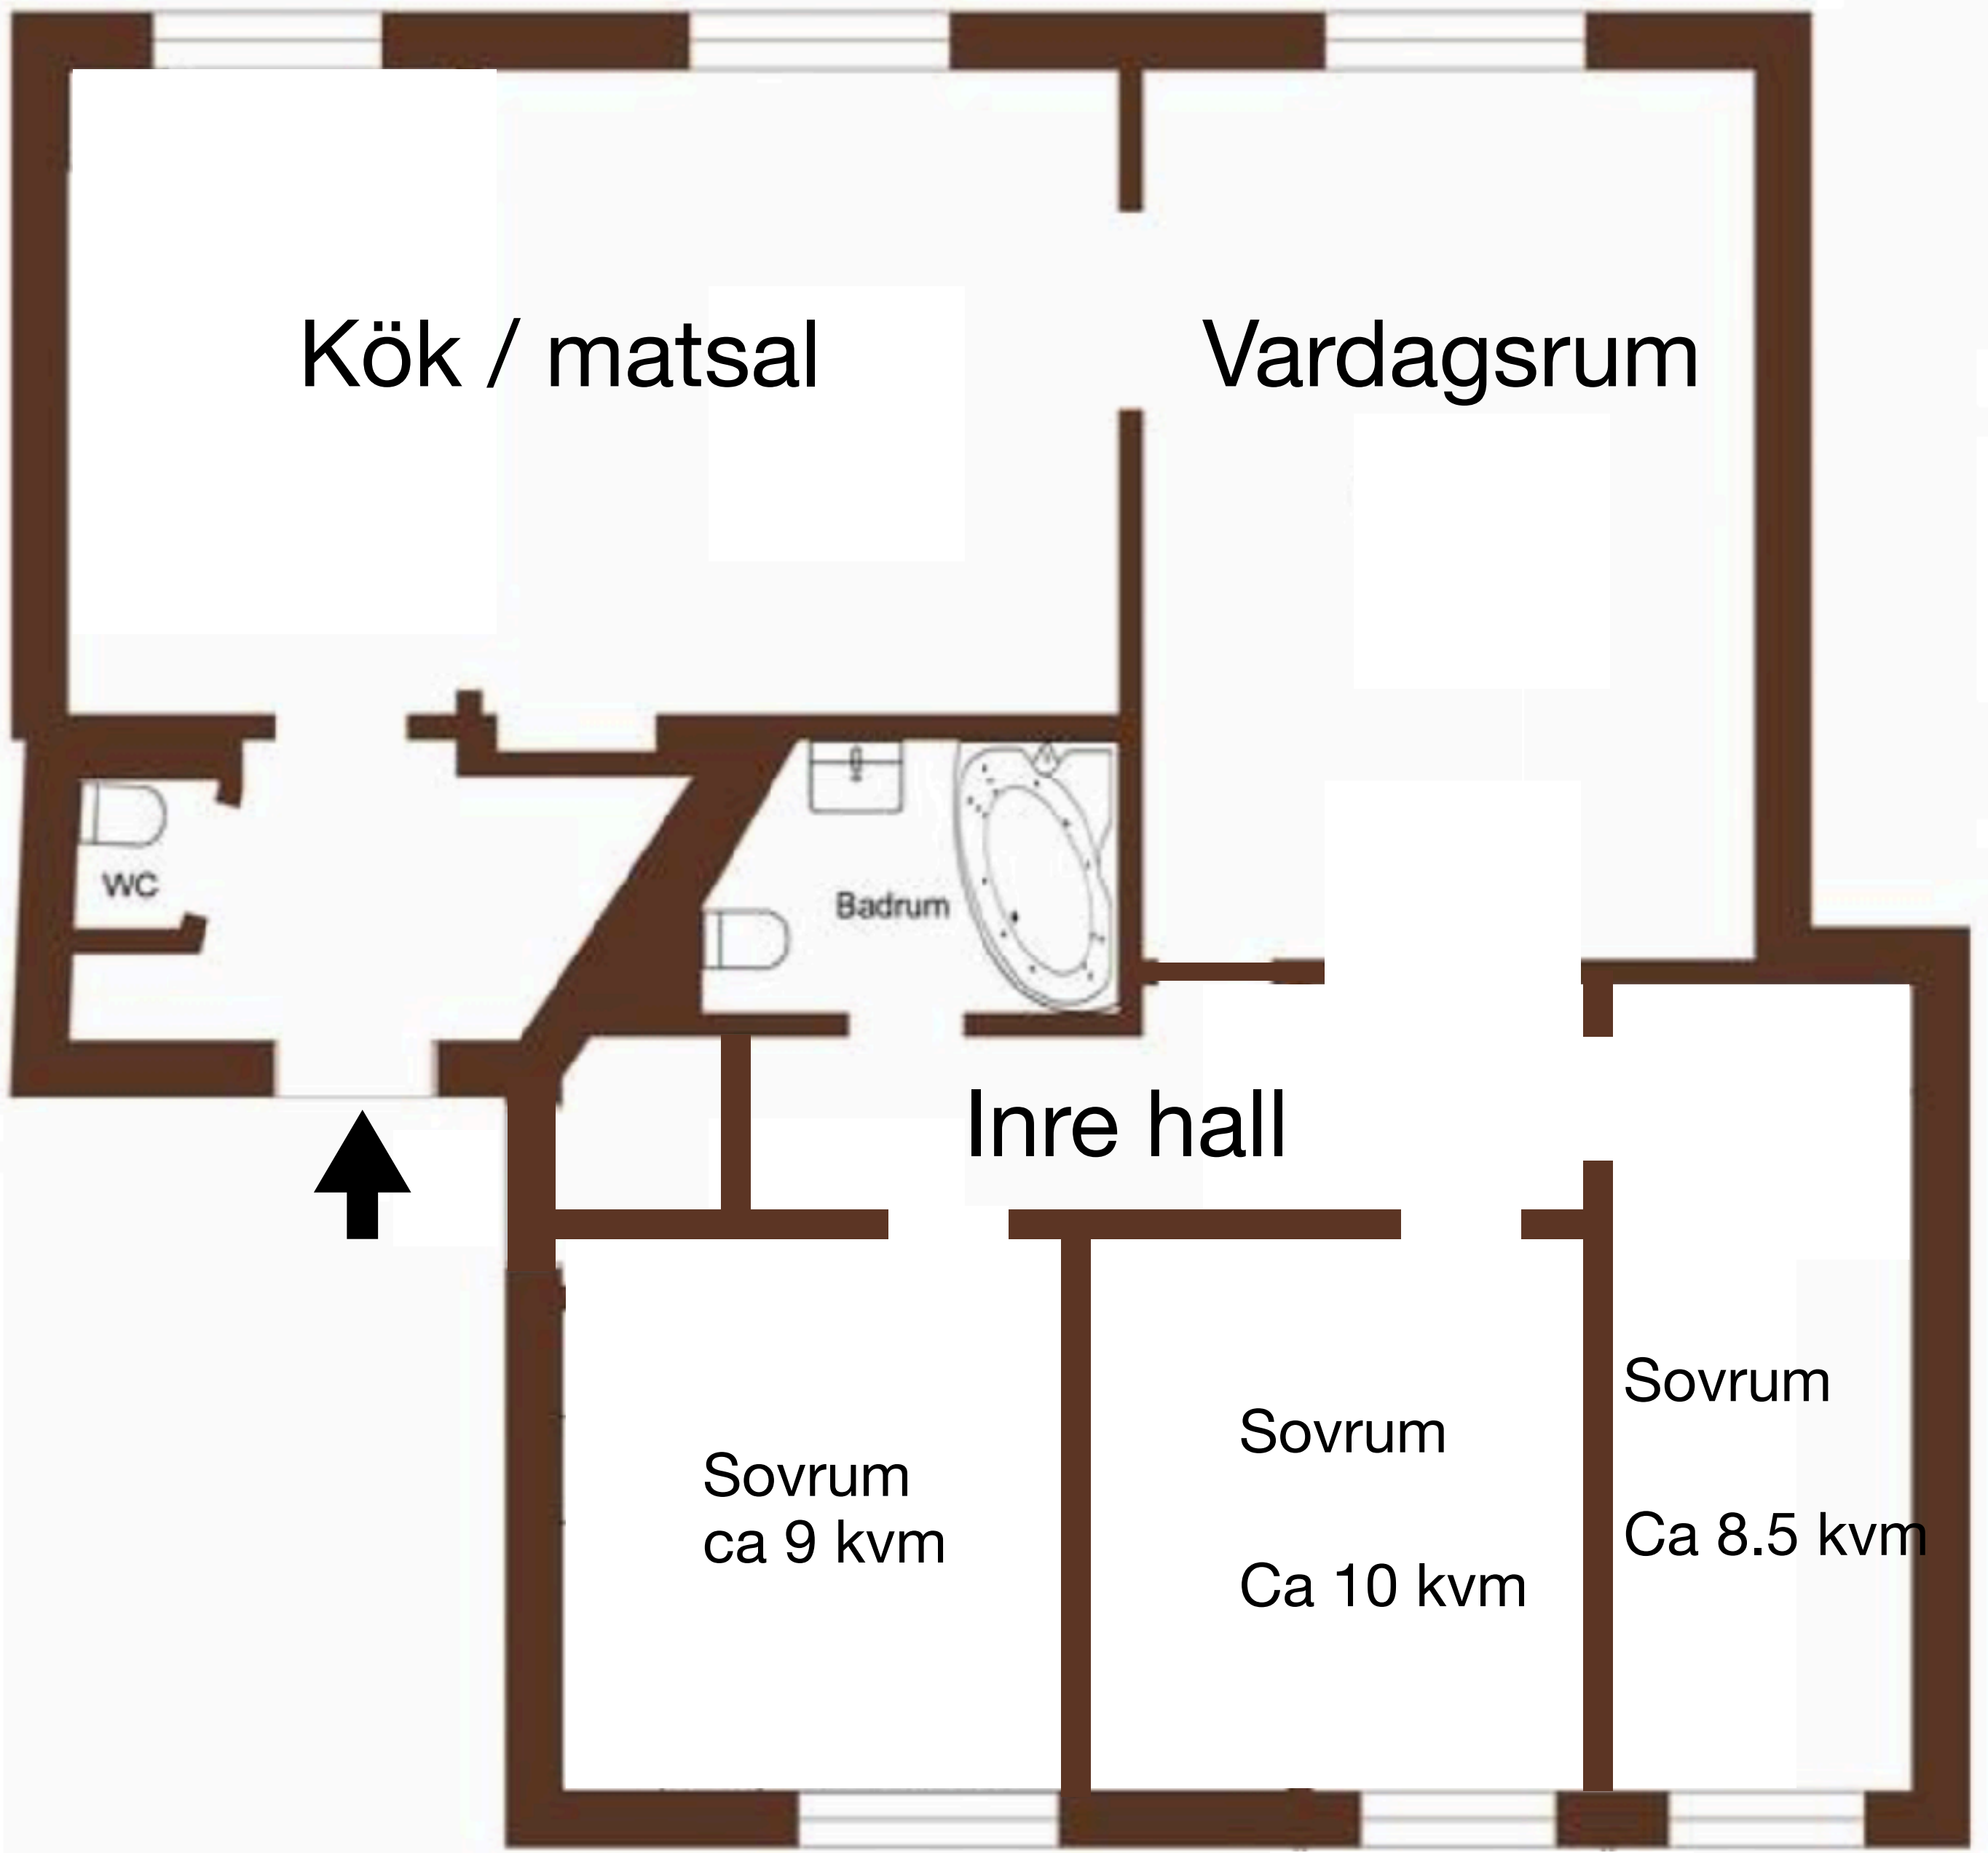 Kök / matsal
Vardagsrum
WC
Badrum
Inre hall
Sovrum
ca 9 kvm
Sovrum
Ca 10 kvm
Sovrum
Ca 8.5 kvm